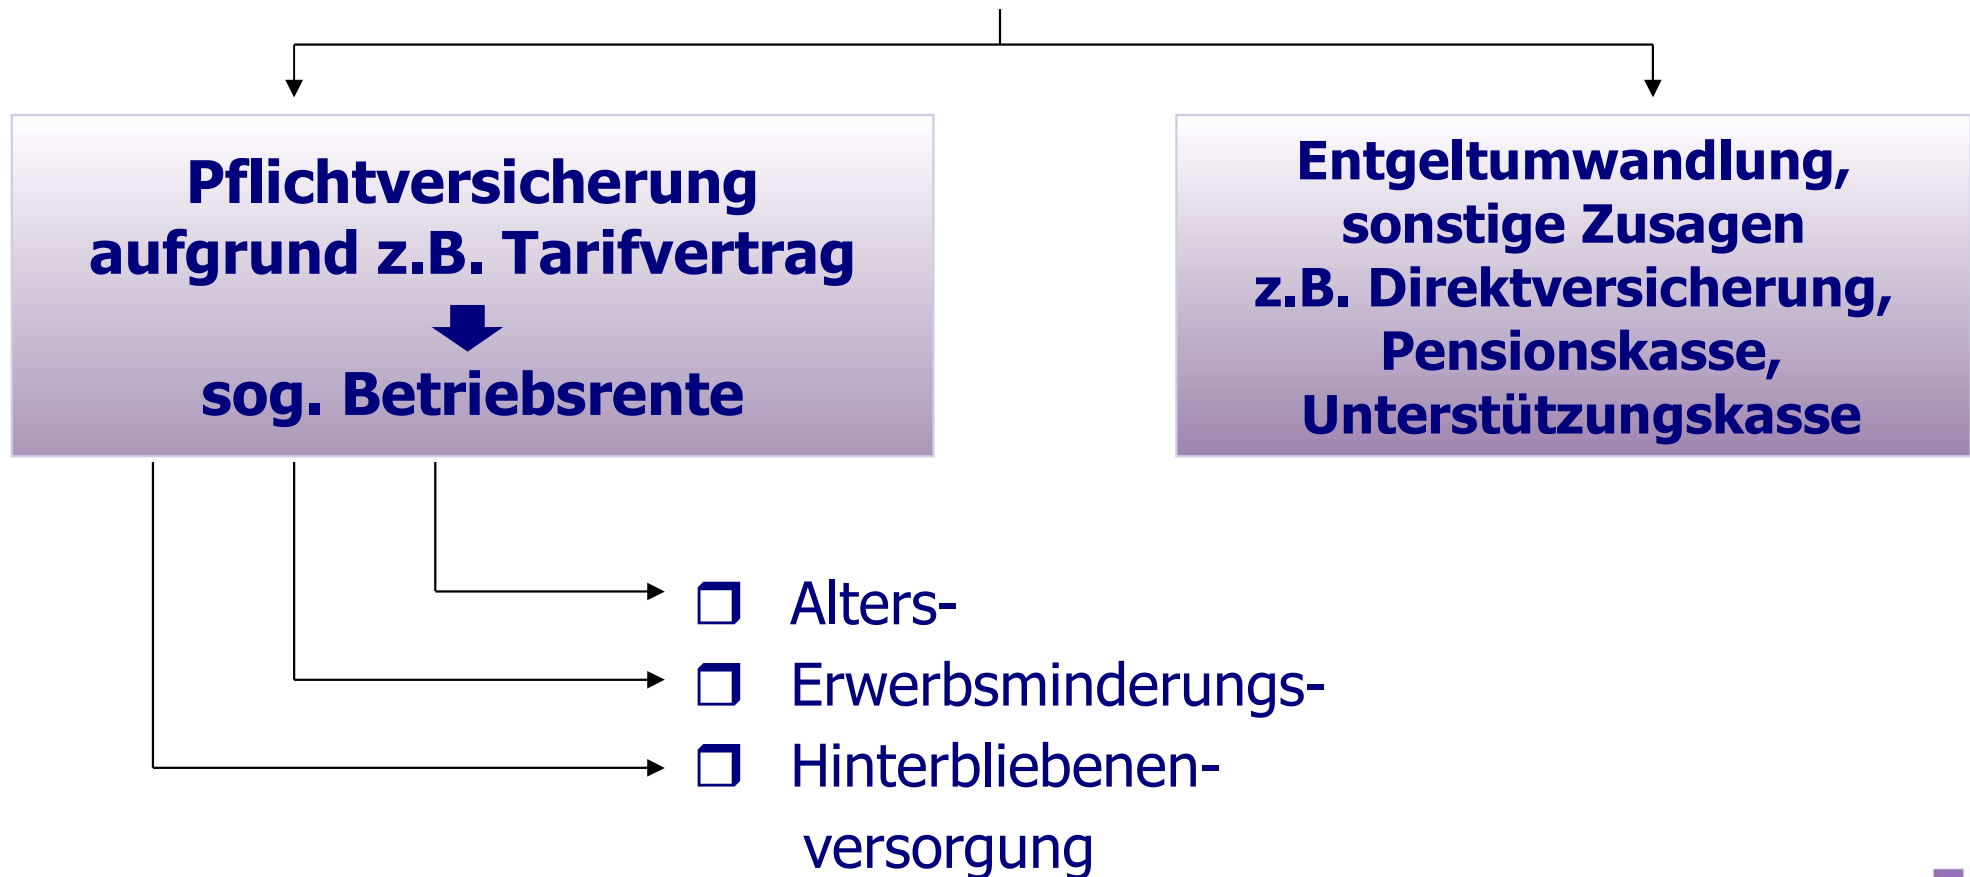 Pflichtversicherung
aufgrund z.B. Tarifvertrag
sog. Betriebsrente
Entgeltumwandlung,
sonstige Zusagen
z.B. Direktversicherung,
Pensionskasse,
Unterstützungskasse
Alters-
Erwerbsminderungs-
Hinterbliebenen-
versorgung